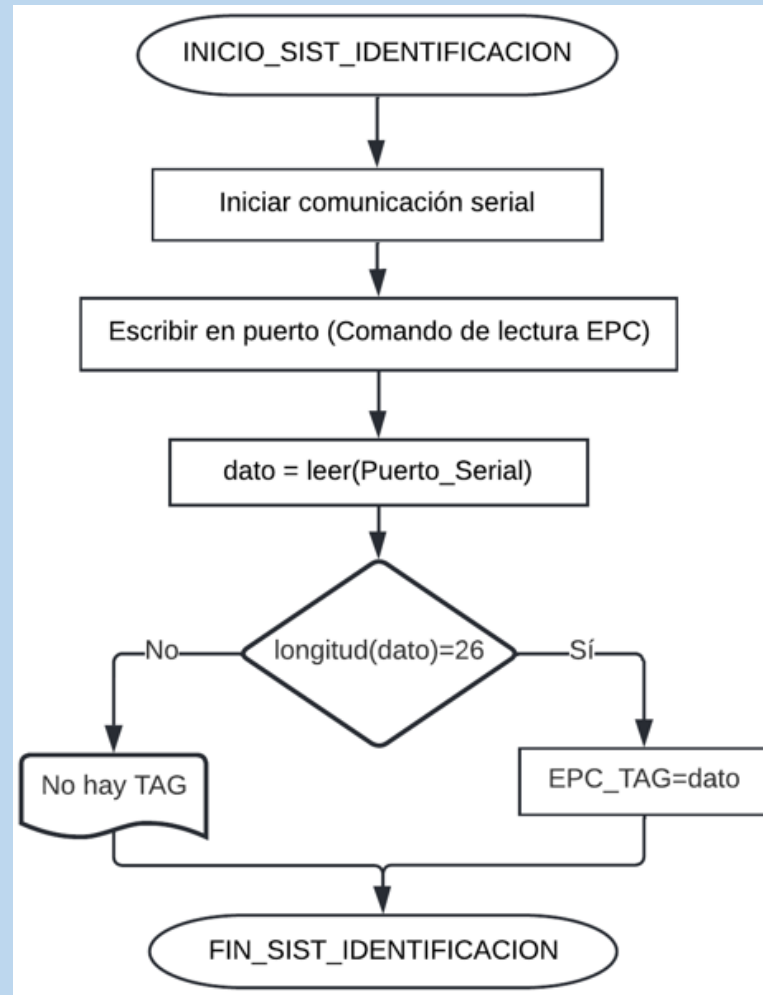 INICIO_SIST_IDENTIFICACION
Iniciar comunicación serial
Escribir en puerto (Comando de lectura EPC)
dato = leer(Puerto_Serial)
longitud(dato)=26
No
Sí
No hay TAG
EPC_TAG=dato
FIN_SIST_IDENTIFICACION